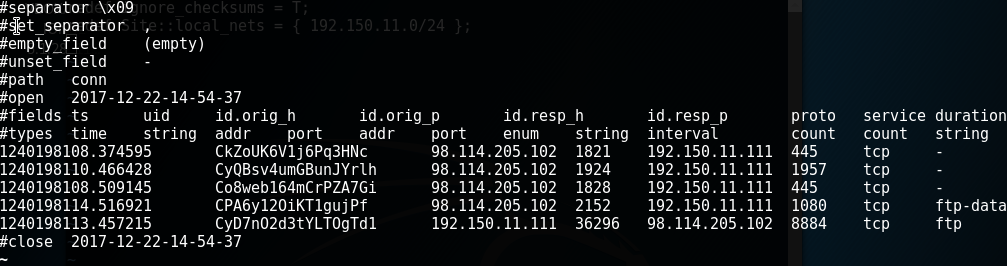 #separator \x09
#set_separator ,
#empty_field (empty)
#unset_field -
#path conn
#open 2017-12-22-14-54-37
#fields ts uid id.orig_h id.orig_p id.resp_h id.resp_p proto service duration
#types time string addr port addr port enum string interval count count string
1240198108.374595 CkZoUK6V1j6Pq3HNc 98.114.205.102 1821 192.150.11.111 445 tcp -
1240198110.466428 CyQBsv4umGBunJYrlh 98.114.205.102 1924 192.150.11.111 1957 tcp -
1240198108.509145 Co8web164mCrPZA7Gi 98.114.205.102 1828 192.150.11.111 445 tcp -
1240198114.516921 CPA6y12OiKT1gujPf 98.114.205.102 2152 192.150.11.111 1080 tcp ftp-data
1240198113.457215 CyD7nO2d3tYLTOgTd1 192.150.11.111 36296 98.114.205.102 8884 tcp ftp
#close 2017-12-22-14-54-37
~